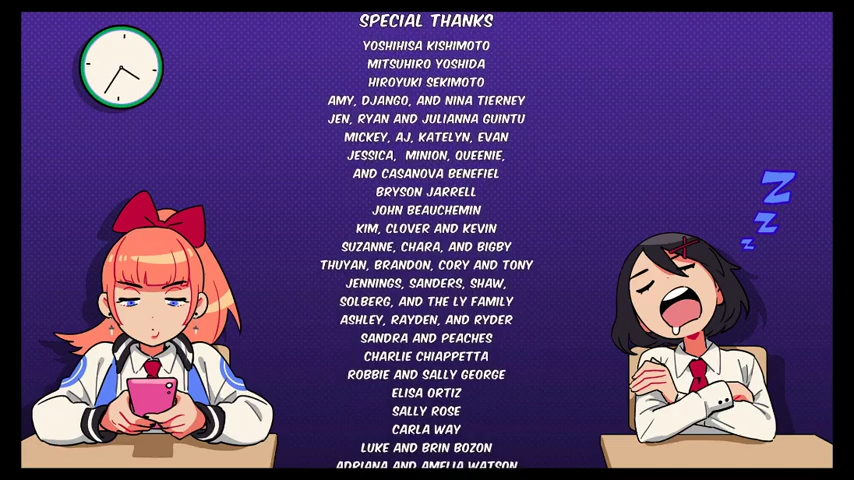 SPECIAL THANKS
YOSHIHISA KISHIMOTO
MITSUHIRO YOSHIDA
HIROYUKI SEKIMOTO
AMY, DJANGO, AND NINA TIERNEY
JEN, RYAN AND JULIANNA GUINTU
MICKEY, AJ, KATELYN, EVAN
JESSICA, MINION, QUEENIE,
AND CASANOVA BENEFIEL
BRYSON JARRELL
JOHN BEAUCHEMIN
KIM, CLOVER AND KEVIN
SUZANNE, CHARA, AND BIGBY
THUYAN, BRANDON, CORY AND TONY
JENNINGS, SANDERS, SHAW,
SOLBERG, AND THE LY FAMILY
ASHLEY, RAYDEN, AND RYDER
SANDRA AND PEACHES
CHARLIE CHIAPPETTA
ROBBIE AND SALLY GEORGE
ELISA ORTIZ
SALLY ROSE
CARLA WAY
LUKE AND BRIN BOZON
ADRIANA AND AMELIA WATSON
Z
Z
Z